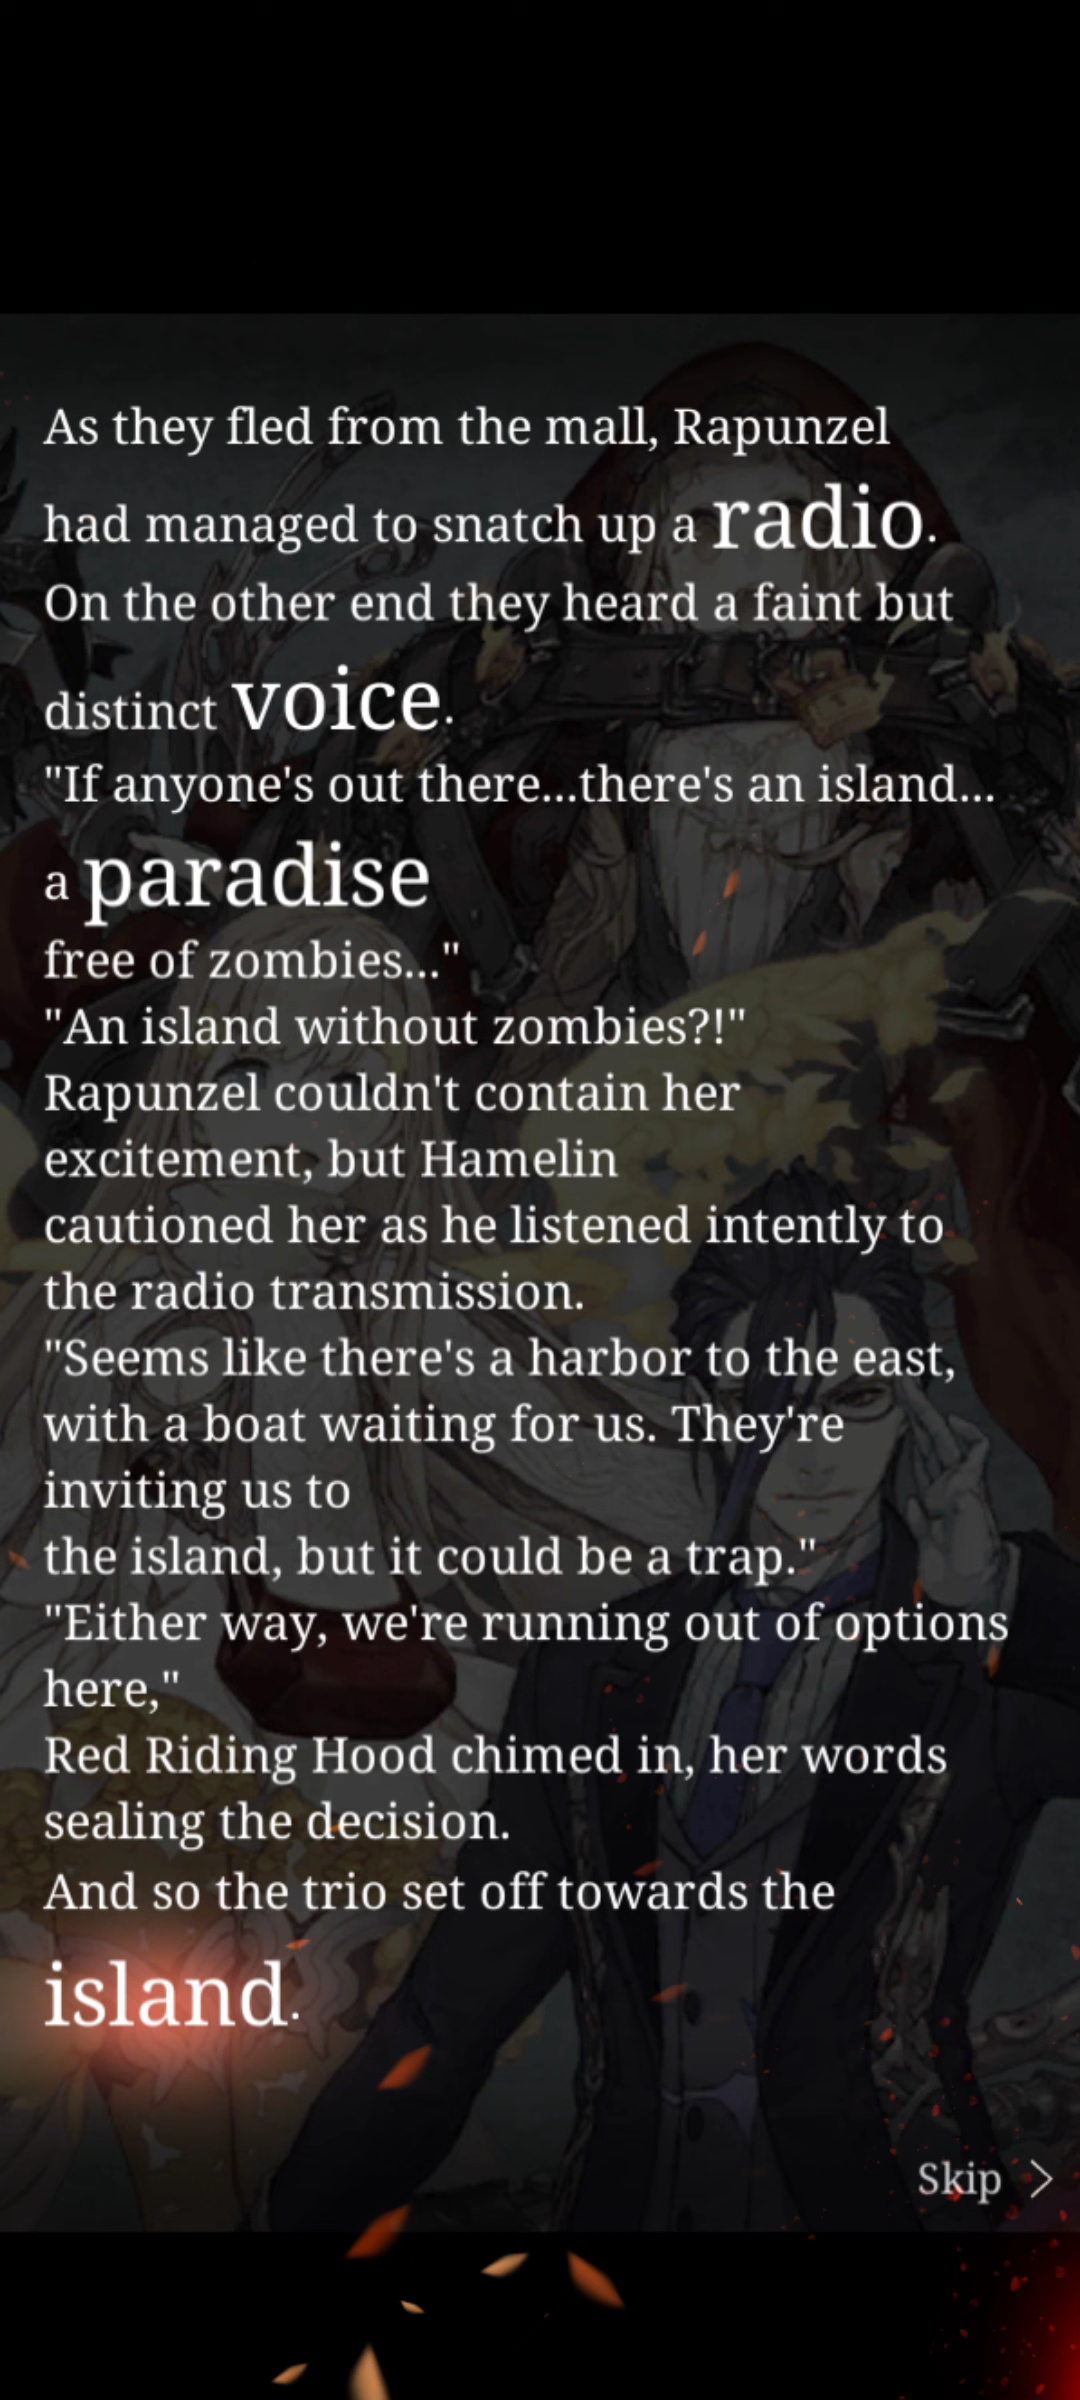 As they fled from the mall, Rapunzel
had managed to snatch up a radio.
On the other end they heard a faint but
distinct voice.
"If anyone's out there...there's an island...
a paradise
free of zombies..."
"An island without zombies?!"
Rapunzel couldn't contain her
excitement, but Hamelin
cautioned her as he listened intently to
the radio transmission.
"Seems like there's a harbor to the east,
with a boat waiting for us. They're
inviting us to
the island, but it could be a trap."
"Either way, we're running out of options
here,"
Red Riding Hood chimed in, her words
sealing the decision.
And so the trio set off towards the
island.
Skip >